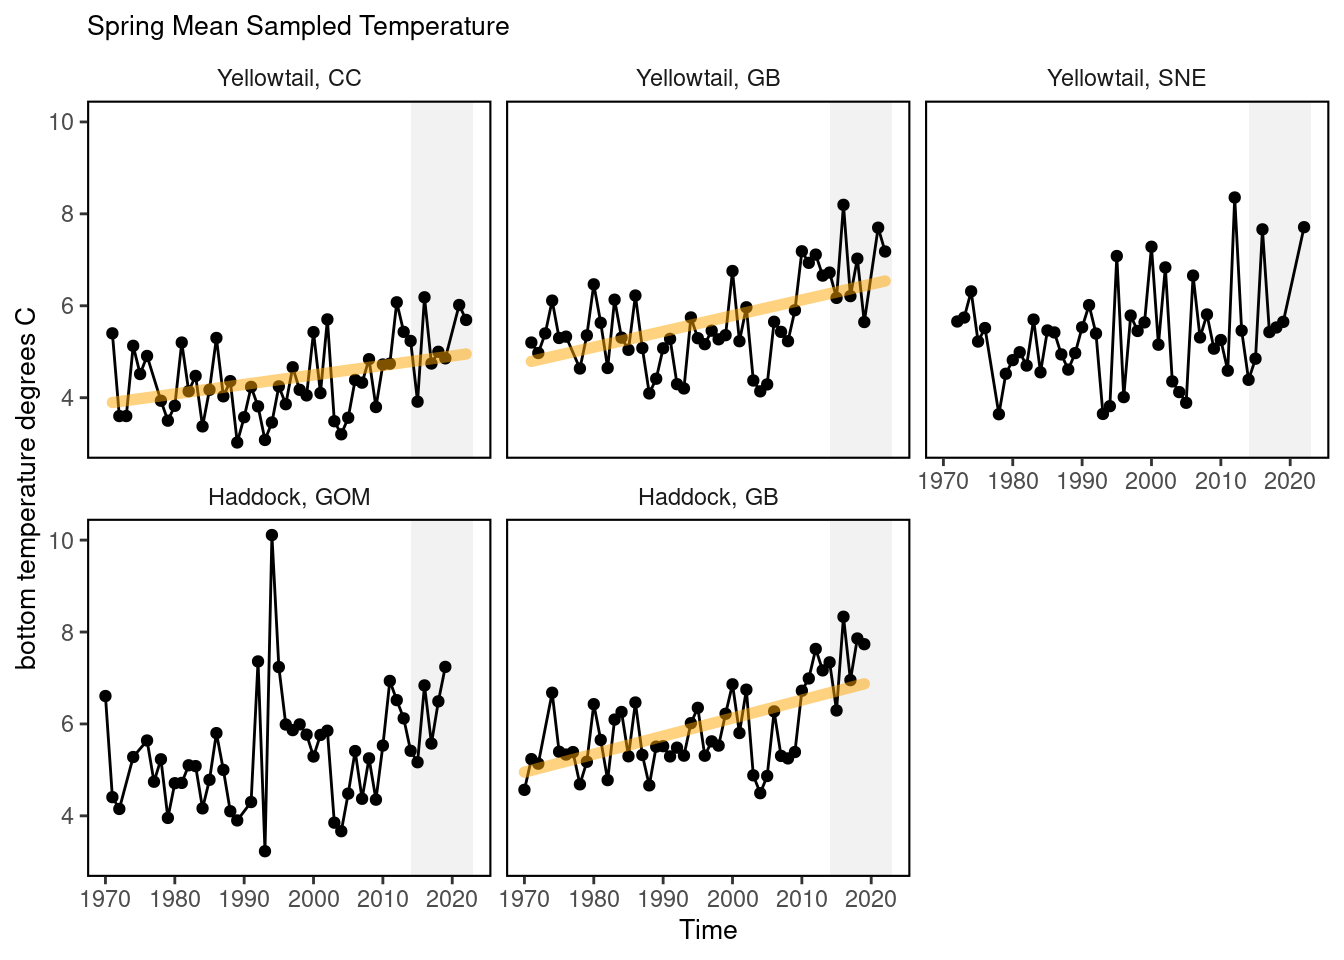 Spring Mean Sampled Temperature
Yellowtail, CC
Yellowtail, GB
Yellowtail, SNE
10
8
6
4
1970 1980 1990 2000 2010 2020
bottom temperature degrees C
Haddock, GOM
Haddock, GB
10
8
6
4
1970 1980 1990 2000 2010 2020
1970 1980 1990 2000 2010 2020
Time